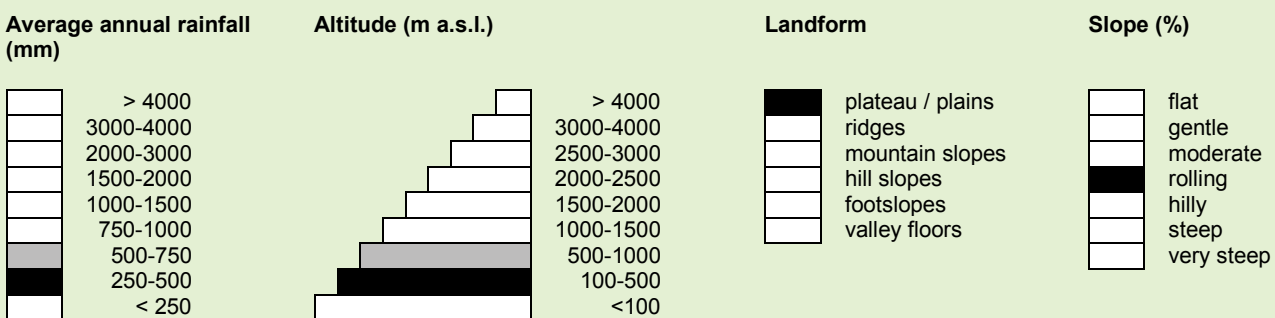 Average annual rainfall
(mm)
> 4000
3000-4000
2000-3000
1500-2000
1000-1500
750-1000
500-750
250-500
< 250
Altitude (m a.s.l.)
> 4000
3000-4000
2500-3000
2000-2500
1500-2000
1000-1500
500-1000
100-500
<100
Landform
plateau / plains
ridges
mountain slopes
hill slopes
footslopes
valley floors
Slope (%)
flat
gentle
moderate
rolling
hilly
steep
very steep